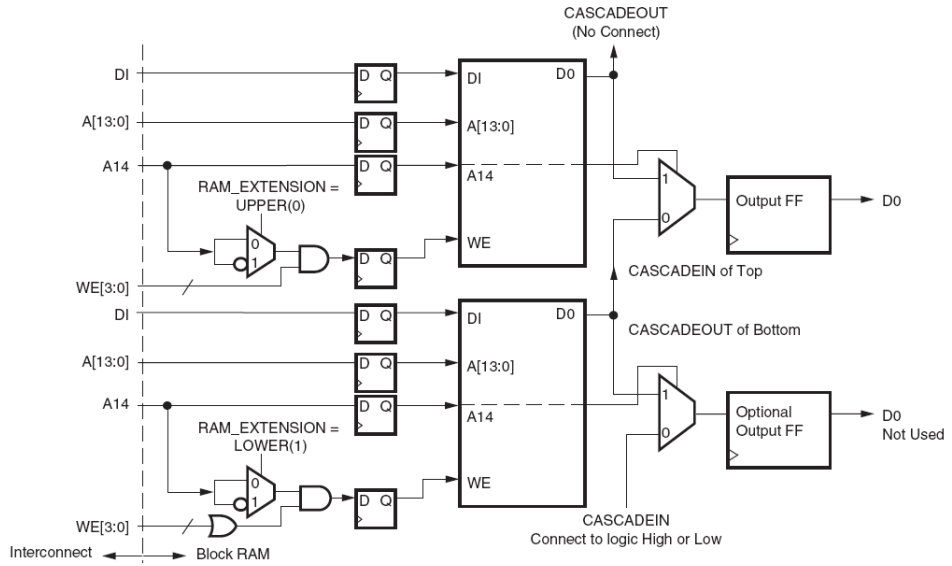 CASCADEOUT
(No Connect)
DI
D Q
DI
D0
A[13:0]
D Q
A[13:0]
A14
D Q
A14
1
RAM_EXTENSION =
UPPER(0)
Output FF
D0
0
0
1
D Q
WE
CASCADEIN of Top
WE[3:0]
DI
D Q
DI
D0
CASCADEOUT of Bottom
A[13:0]
D Q
A[13:0]
A14
D Q
A14
1
RAM_EXTENSION =
LOWER(1)
Optional
Output FF
D0
Not Used
0
0
1
D Q
WE
WE[3:0]
CASCADEIN
Connect to logic High or Low
Interconnect
Block RAM